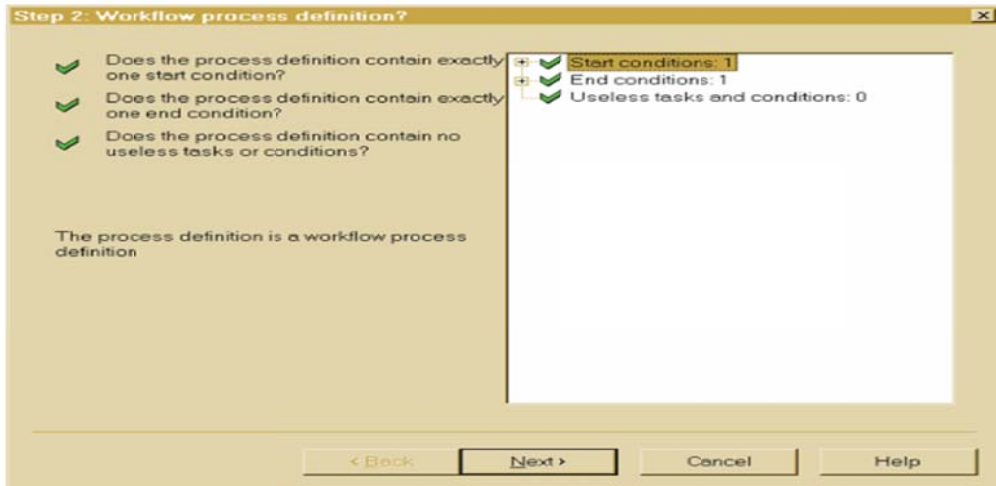 Step 2: Workflow process definition?
Does the process definition contain exactly
one start condition?
Does the process definition contain exactly
one end condition?
Does the process definition contain no
useless tasks or conditions?
The process definition is a workflow process
definition
Start conditions: 1
End conditions: 1
Useless tasks and conditions: 0
< Back
Next >
Cancel
Help